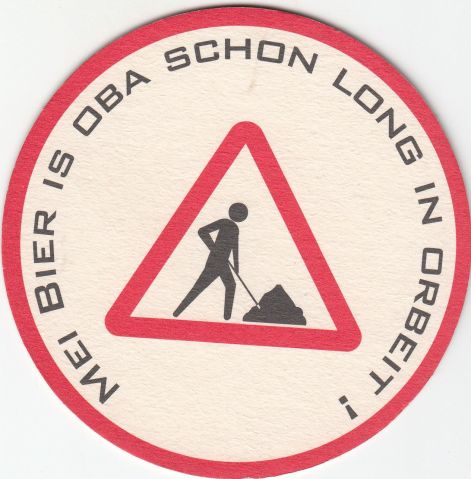 MEI BIER IS OBA SCHON LONG IN ORBEIT !